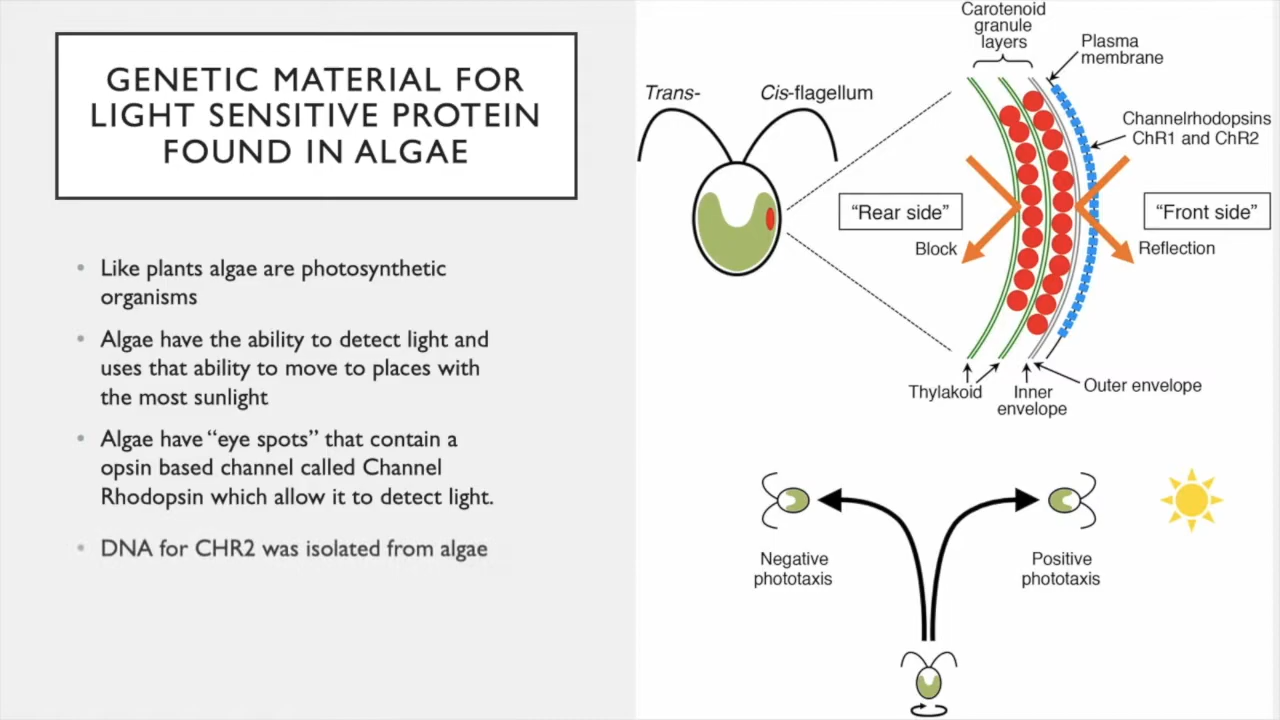 GENETIC MATERIAL FOR
LIGHT SENSITIVE PROTEIN
FOUND IN ALGAE
• Like plants algae are photosynthetic
organisms
• Algae have the ability to detect light and
uses that ability to move to places with
the most sunlight
• Algae have “eye spots” that contain a
opsin based channel called Channel
Rhodopsin which allow it to detect light.
• DNA for CHR2 was isolated from algae
Carotenoid
granule
layers
Plasma
membrane
Trans-
Cis-flagellum
Channelrhodopsins
ChR1 and ChR2
“Rear side”
“Front side”
Block
Reflection
Thylakoid
Inner
envelope
Outer envelope
Negative
phototaxis
Positive
phototaxis